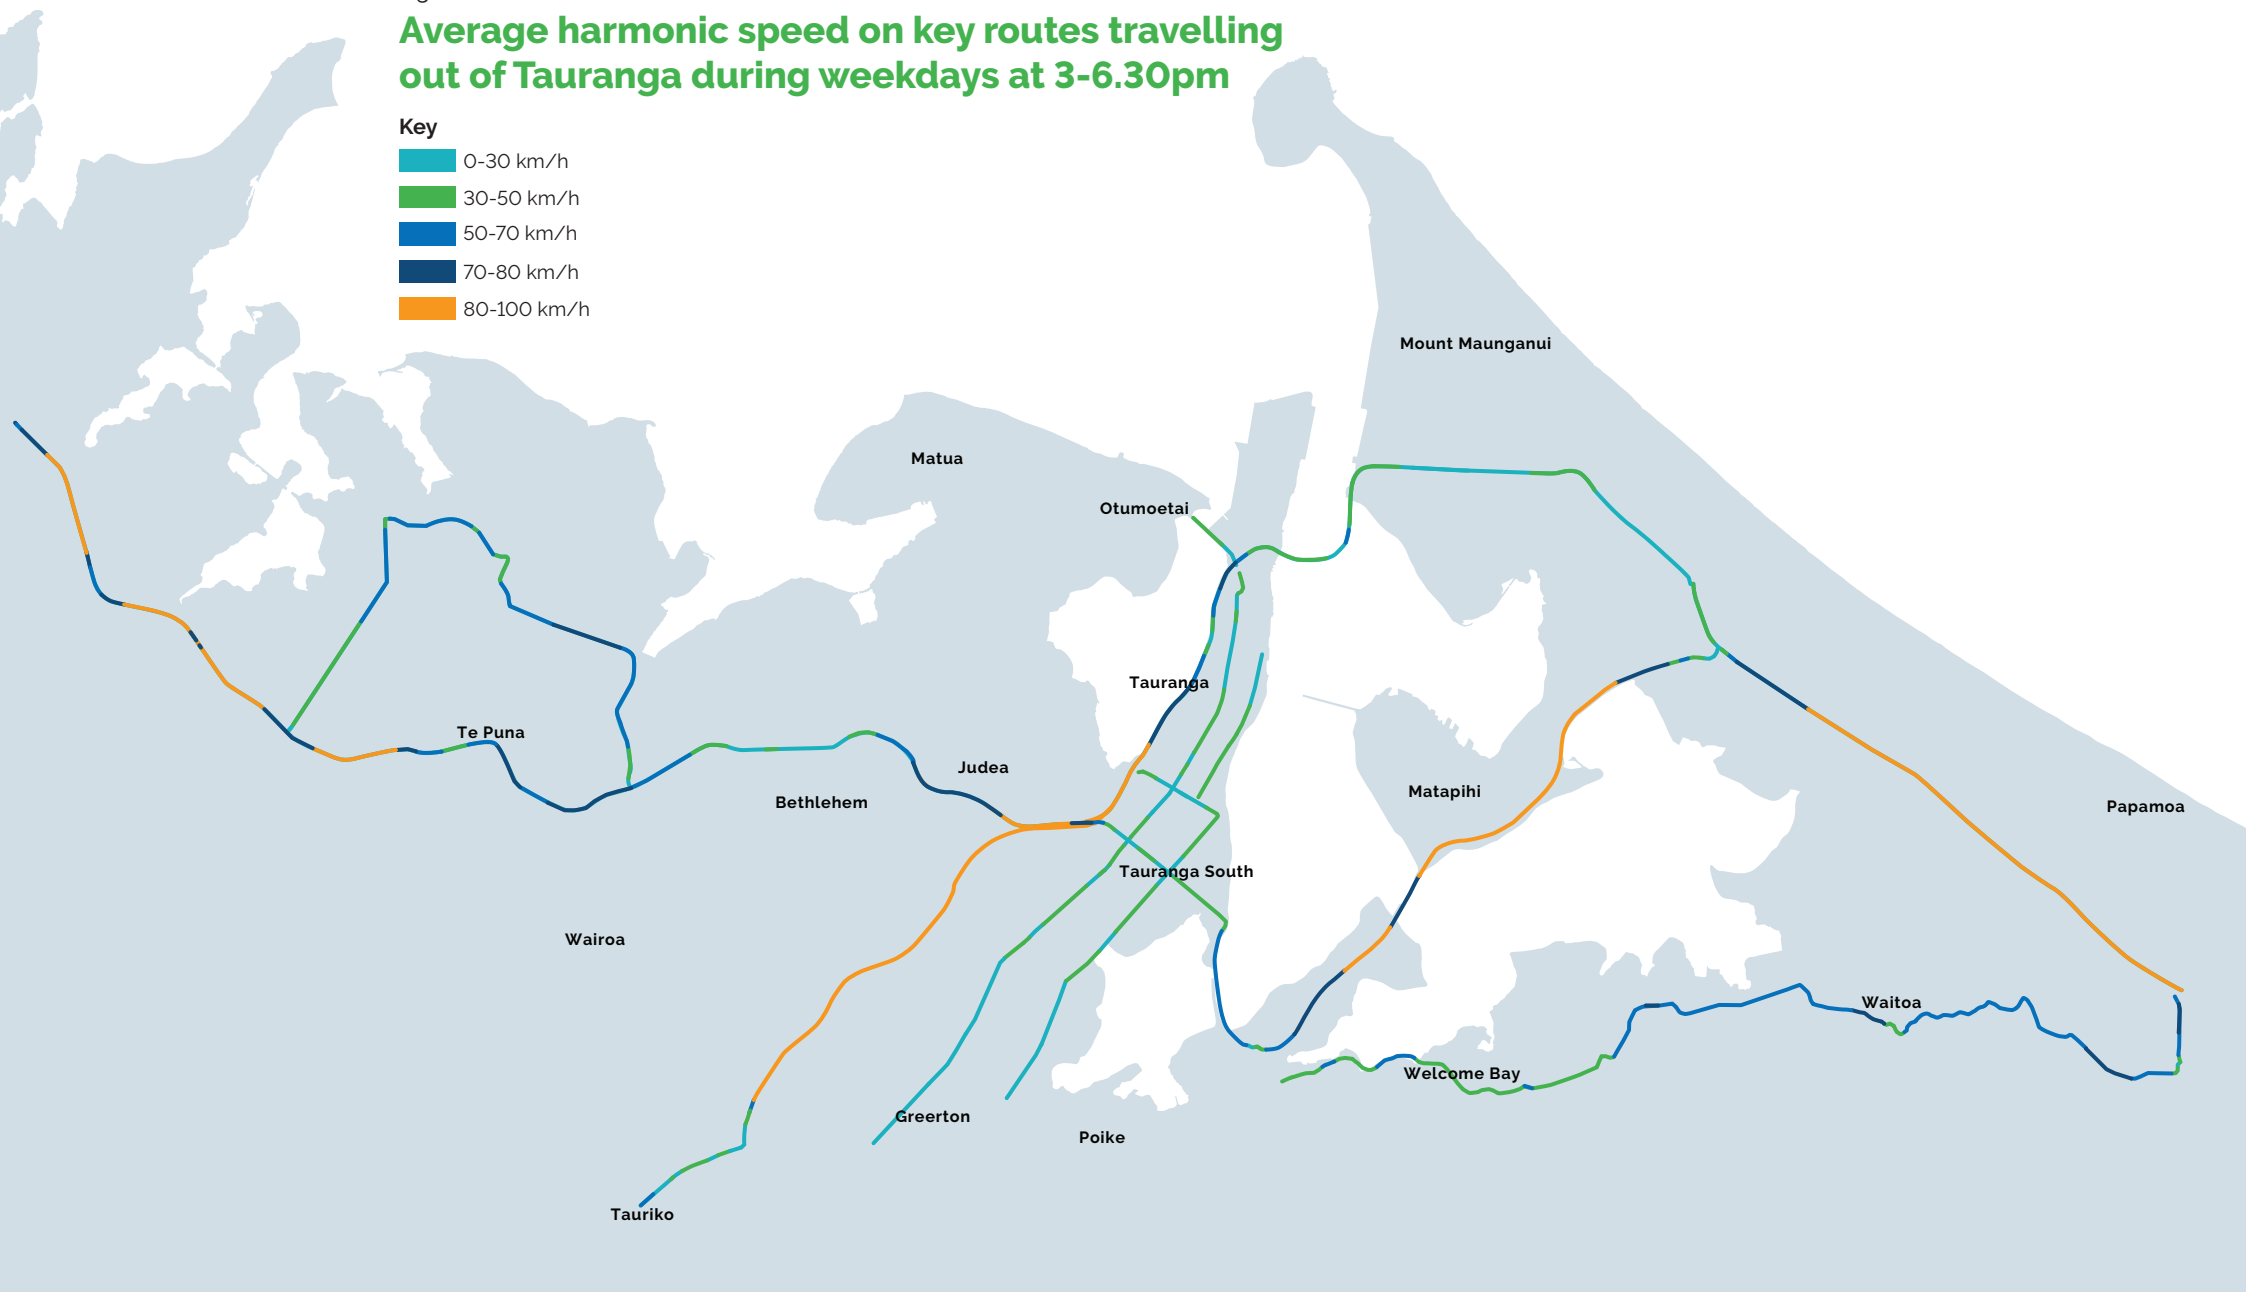 Average harmonic speed on key routes travelling
out of Tauranga during weekdays at 3-6.30pm
Key
0-30 km/h
30-50 km/h
50-70 km/h
70-80 km/h
80-100 km/h
Mount Maunganui
Matua
Otumoetai
Tauranga
Te Puna
Judea
Bethlehem
Matapihi
Papamoa
Tauranga South
Wairoa
Waitoa
Welcome Bay
Greerton
Poike
Tauriko